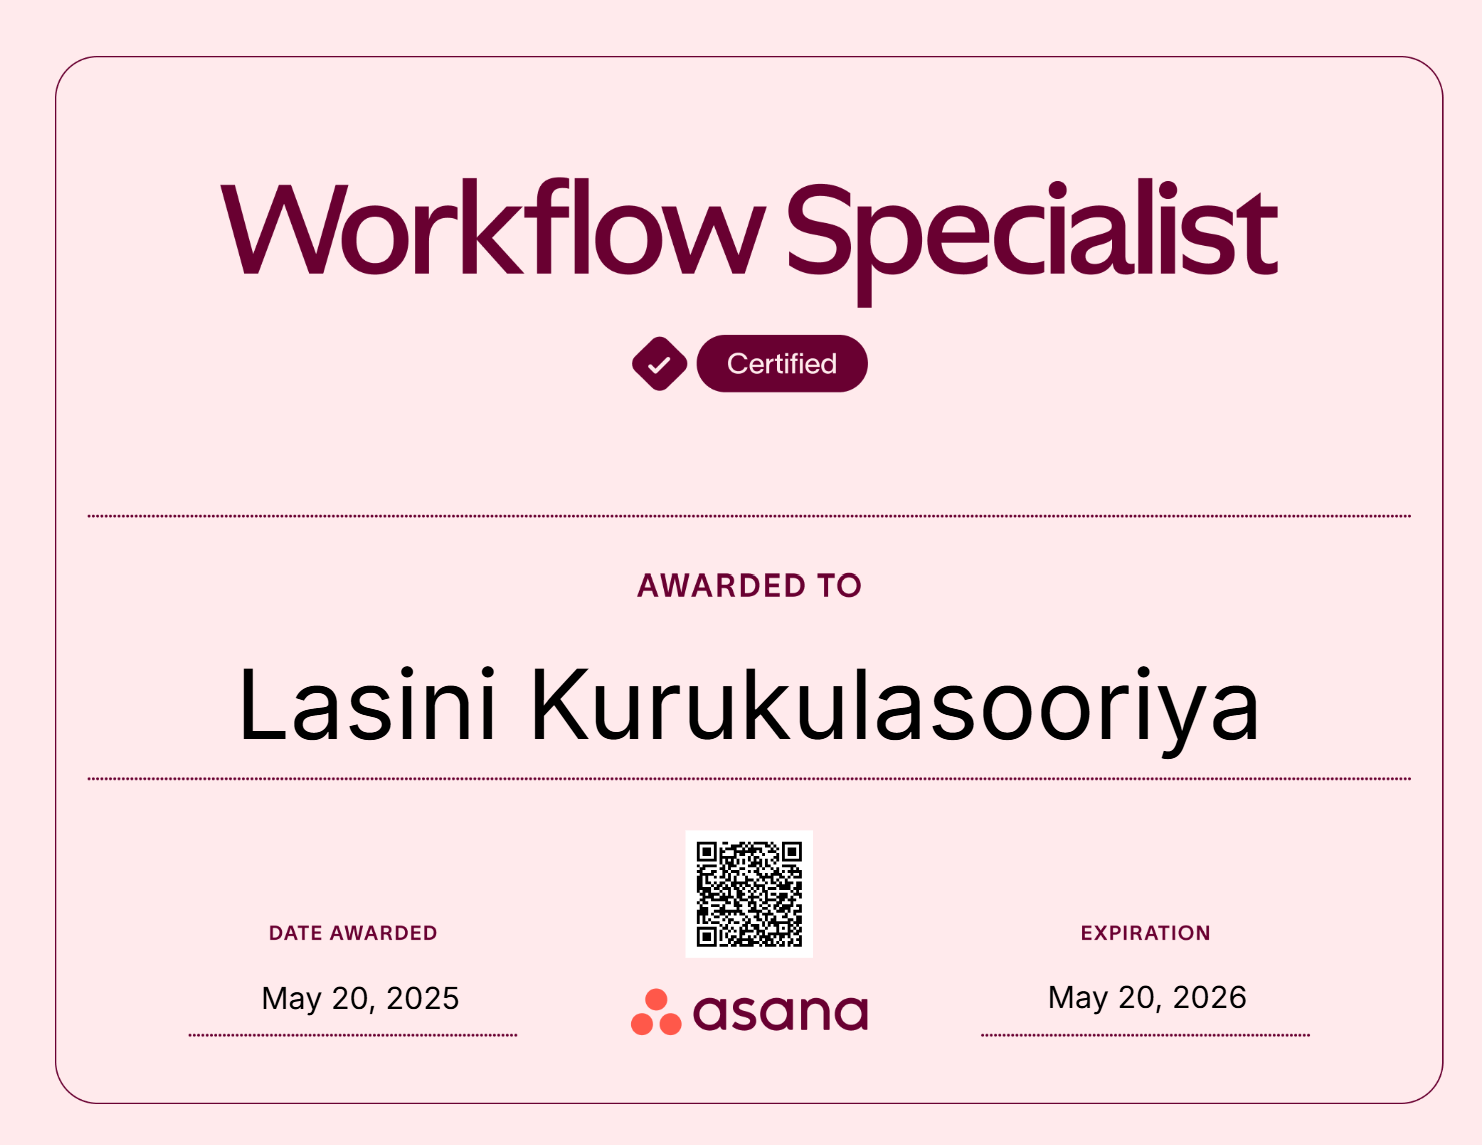 Workflow Specialist
Certified
AWARDED TO
Lasini Kurukulasooriya
DATE AWARDED
May 20, 2025
asana
EXPIRATION
May 20, 2026